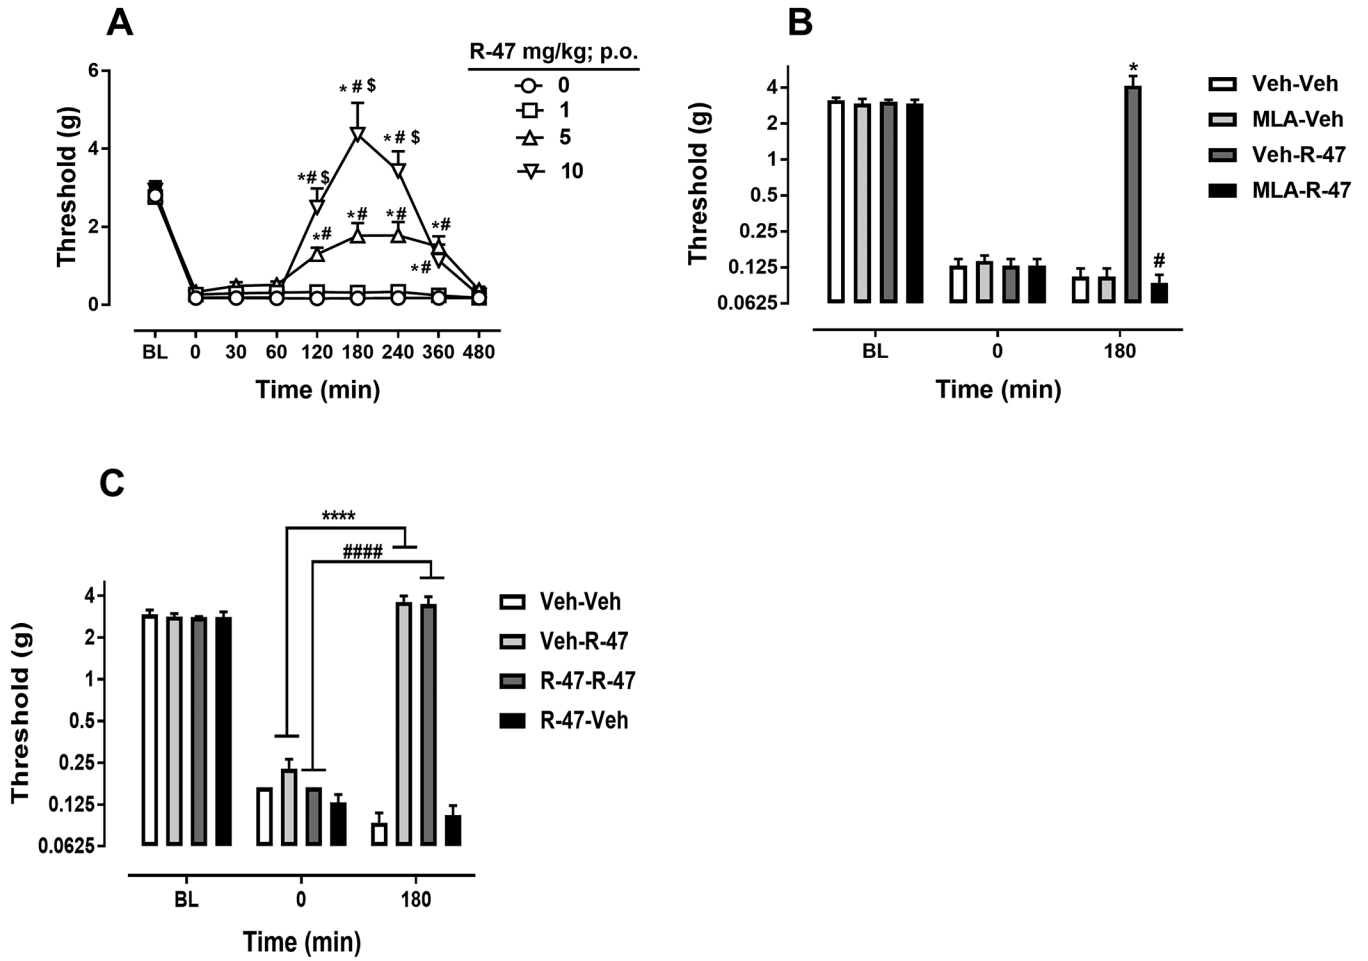 A
R-47 mg/kg; p.o.
0
1
5
10
Threshold (g)
6
4
2
0
*#$
*#$
*#$
*#
*#
*#
*#
*#
BL 0 30 60 120 180 240 360 480
Time (min)
B
Threshold (g)
4
2
1
0.5
0.25
0.125
0.0625
*
#
Veh-Veh
MLA-Veh
Veh-R-47
MLA-R-47
BL 0 180
Time (min)
C
****
####
Threshold (g)
4
2
1
0.5
0.25
0.125
0.0625
Veh-Veh
Veh-R-47
R-47-R-47
R-47-Veh
BL 0 180
Time (min)